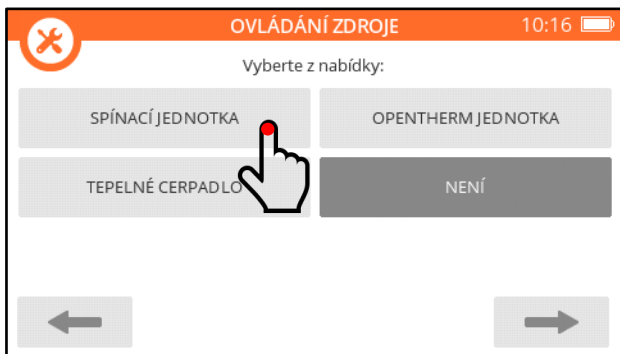 OVLÁDÁNÍ ZDROJE 10:16
Vyberte z nabídky:
SPÍNACÍ JEDNOTKA OPENTHERM JEDNOTKA
TEPELNÉ CERPADLO NENÍ